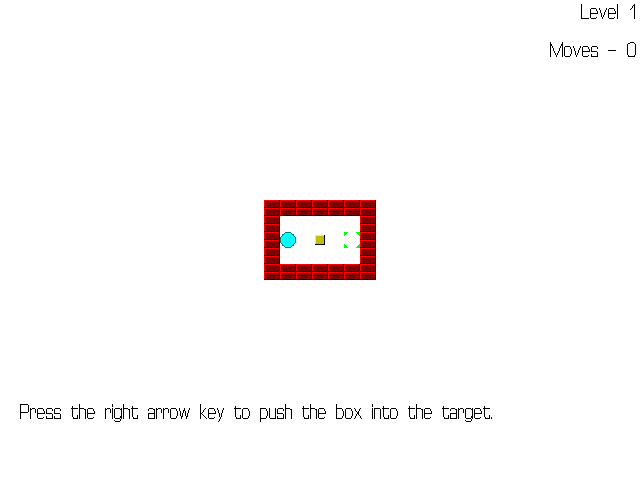 Level 1
Moves - 0
Press the right arrow key to push the box into the target.